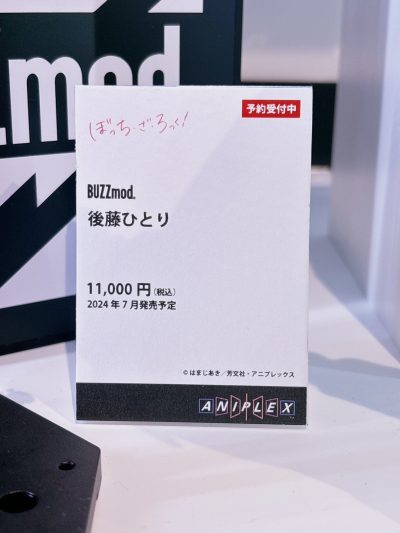 .mod
予約受付中
ぼっち・ざ・ろっく!
BUZZmod.
後藤ひとり
11,000円(税込)
2024年7月発売予定
©はまじあき/芳文社・アニプレックス
ANIPLEX